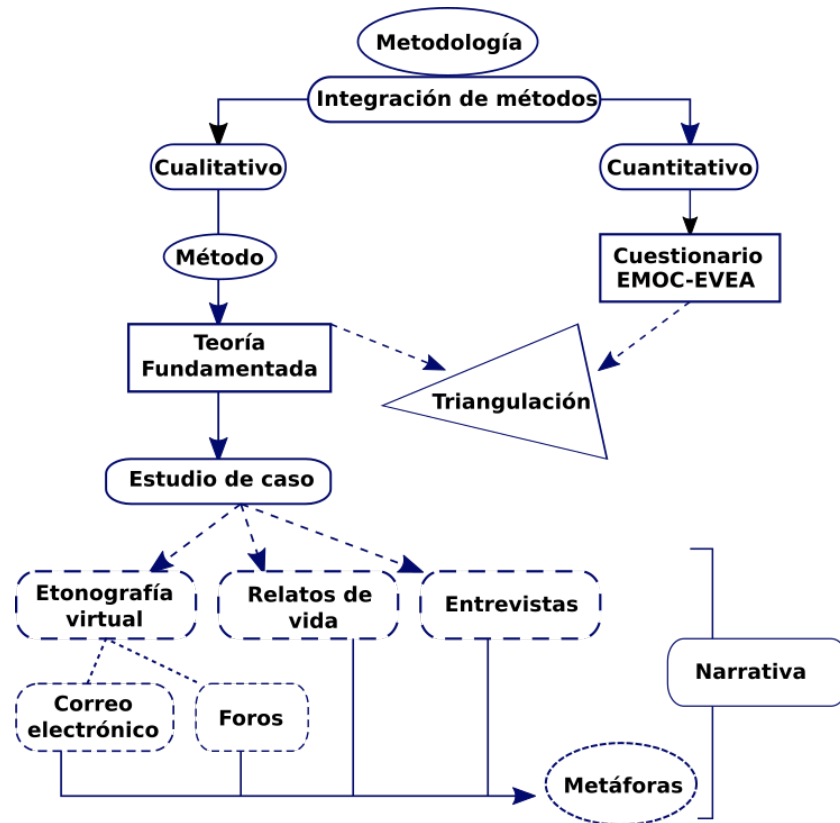 Metodología
Integración de métodos
Cualitativo
Cuantitativo
Método
Cuestionario
EMOC-EVEA
Teoría
Fundamentada
Triangulación
Estudio de caso
Etonografía
virtual
Relatos de
vida
Entrevistas
Narrativa
Correo
electrónico
Foros
Metáforas